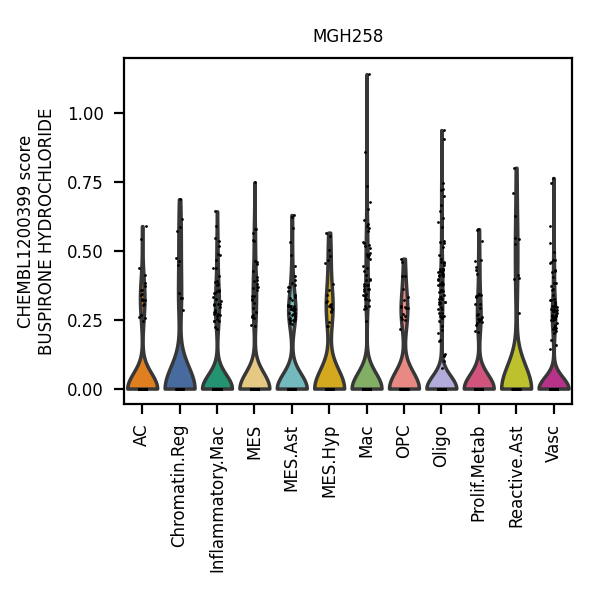 MGH258
CHEMBL1200399 score
BUSPIRONE HYDROCHLORIDE
1.00
0.75
0.50
0.25
0.00
AC
Chromatin.Reg
Inflammatory.Mac
MES
MES.Ast
MES.Hyp
Mac
OPC
Oligo
Prolif.Metab
Reactive.Ast
Vasc